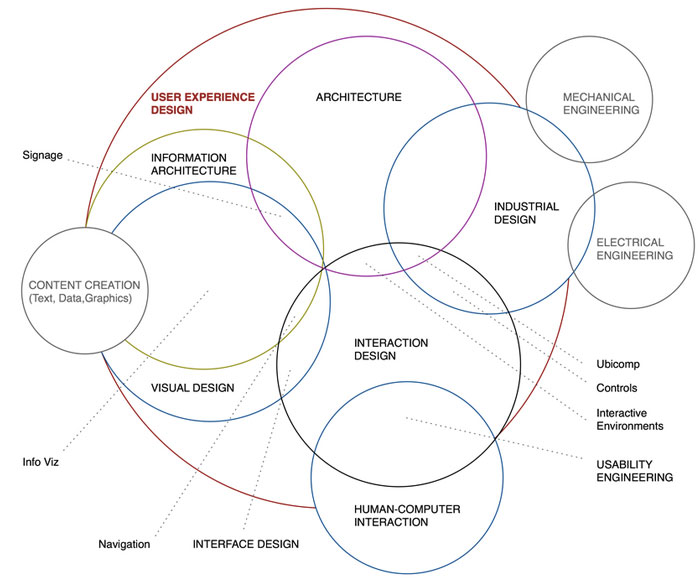 USER EXPERIENCE
DESIGN
ARCHITECTURE
MECHANICAL
ENGINEERING
Signage
INFORMATION
ARCHITECTURE
INDUSTRIAL
DESIGN
ELECTRICAL
ENGINEERING
CONTENT CREATION
(Text, Data,Graphics)
INTERACTION
DESIGN
VISUAL DESIGN
Ubicomp
Controls
Interactive
Environments
Info Viz
USABILITY
ENGINEERING
HUMAN-COMPUTER
INTERACTION
Navigation
INTERFACE DESIGN